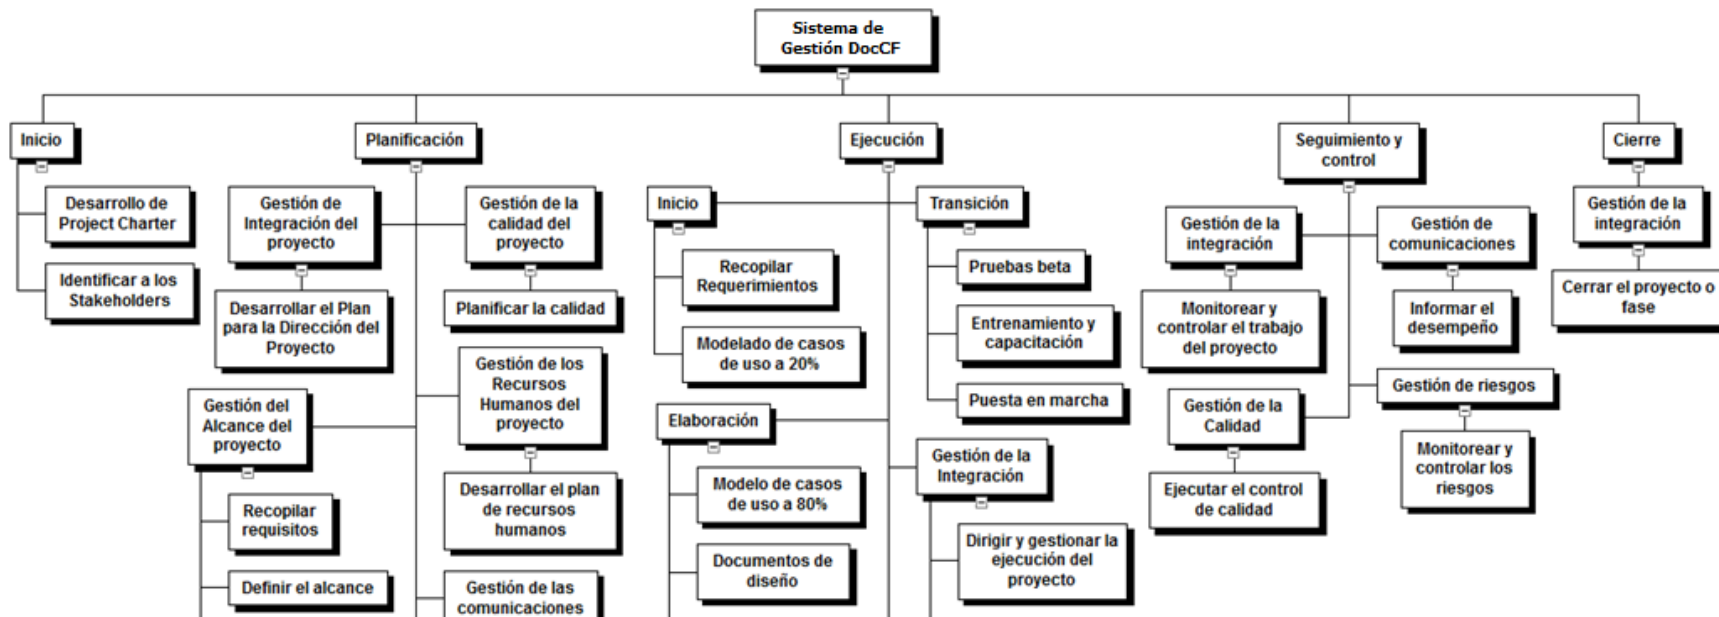 Sistema de
Gestión DocCF
Inicio
Planificación
Ejecución
Seguimiento y
control
Cierre
Desarrollo de
Project Charter
Identificar a los
Stakeholders
Gestión de
Integración del
proyecto
Desarrollar el Plan
para la Dirección del
Proyecto
Gestión del
Alcance del
proyecto
Recopilar
requisitos
Definir el alcance
Gestión de la
calidad del
proyecto
Planificar la calidad
Gestión de los
Recursos
Humanos del
proyecto
Desarrollar el plan
de recursos
humanos
Gestión de las
comunicaciones
Inicio
Recopilar
Requerimientos
Modelado de casos
de uso a 20%
Elaboración
Modelo de casos
de uso a 80%
Documentos de
diseño
Transición
Pruebas beta
Entrenamiento y
capacitación
Puesta en marcha
Gestión de la
Integración
Dirigir y gestionar la
ejecución del
proyecto
Gestión de la
integración
Monitorear y
controlar el trabajo
del proyecto
Gestión de la
Calidad
Ejecutar el control
de calidad
Gestión de
comunicaciones
Informar el
desempeño
Gestión de riesgos
Monitorear y
controlar los
riesgos
Gestión de la
integración
Cerrar el proyecto o
fase